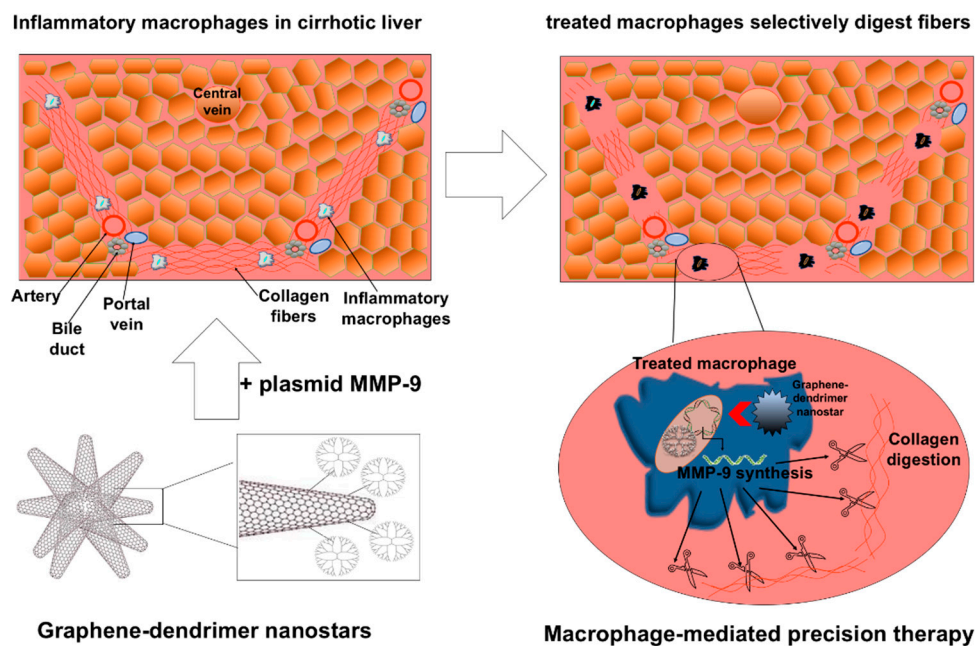 Inflammatory macrophages in cirrhotic liver
treated macrophages selectively digest fibers
Central
vein
Artery
Bile
duct
Portal
vein
Collagen
fibers
Inflammatory
macrophages
+ plasmid MMP-9
Treated macrophage
Graphene-
dendrimer
nanostar
MMP-9 synthesis
Collagen
digestion
Graphene-dendrimer nanostars
Macrophage-mediated precision therapy